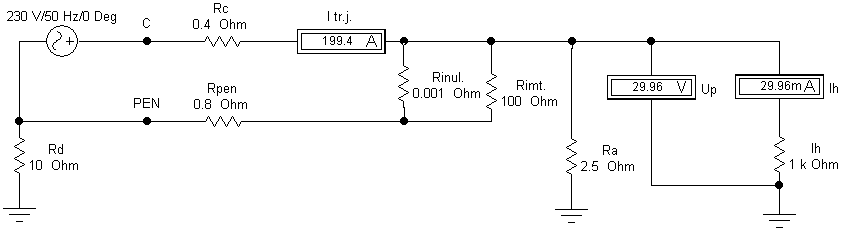 230 V/50 Hz/0 Deg
C
Rc
0.4 Ohm
I tr.j.
199.4 A
Rpen
0.8 Ohm
PEN
Rinul.
0.001 Ohm
Rimt.
100 Ohm
29.96 V
Up
29.96m A
Ih
Rd
10 Ohm
Ra
2.5 Ohm
Ih
1 k Ohm